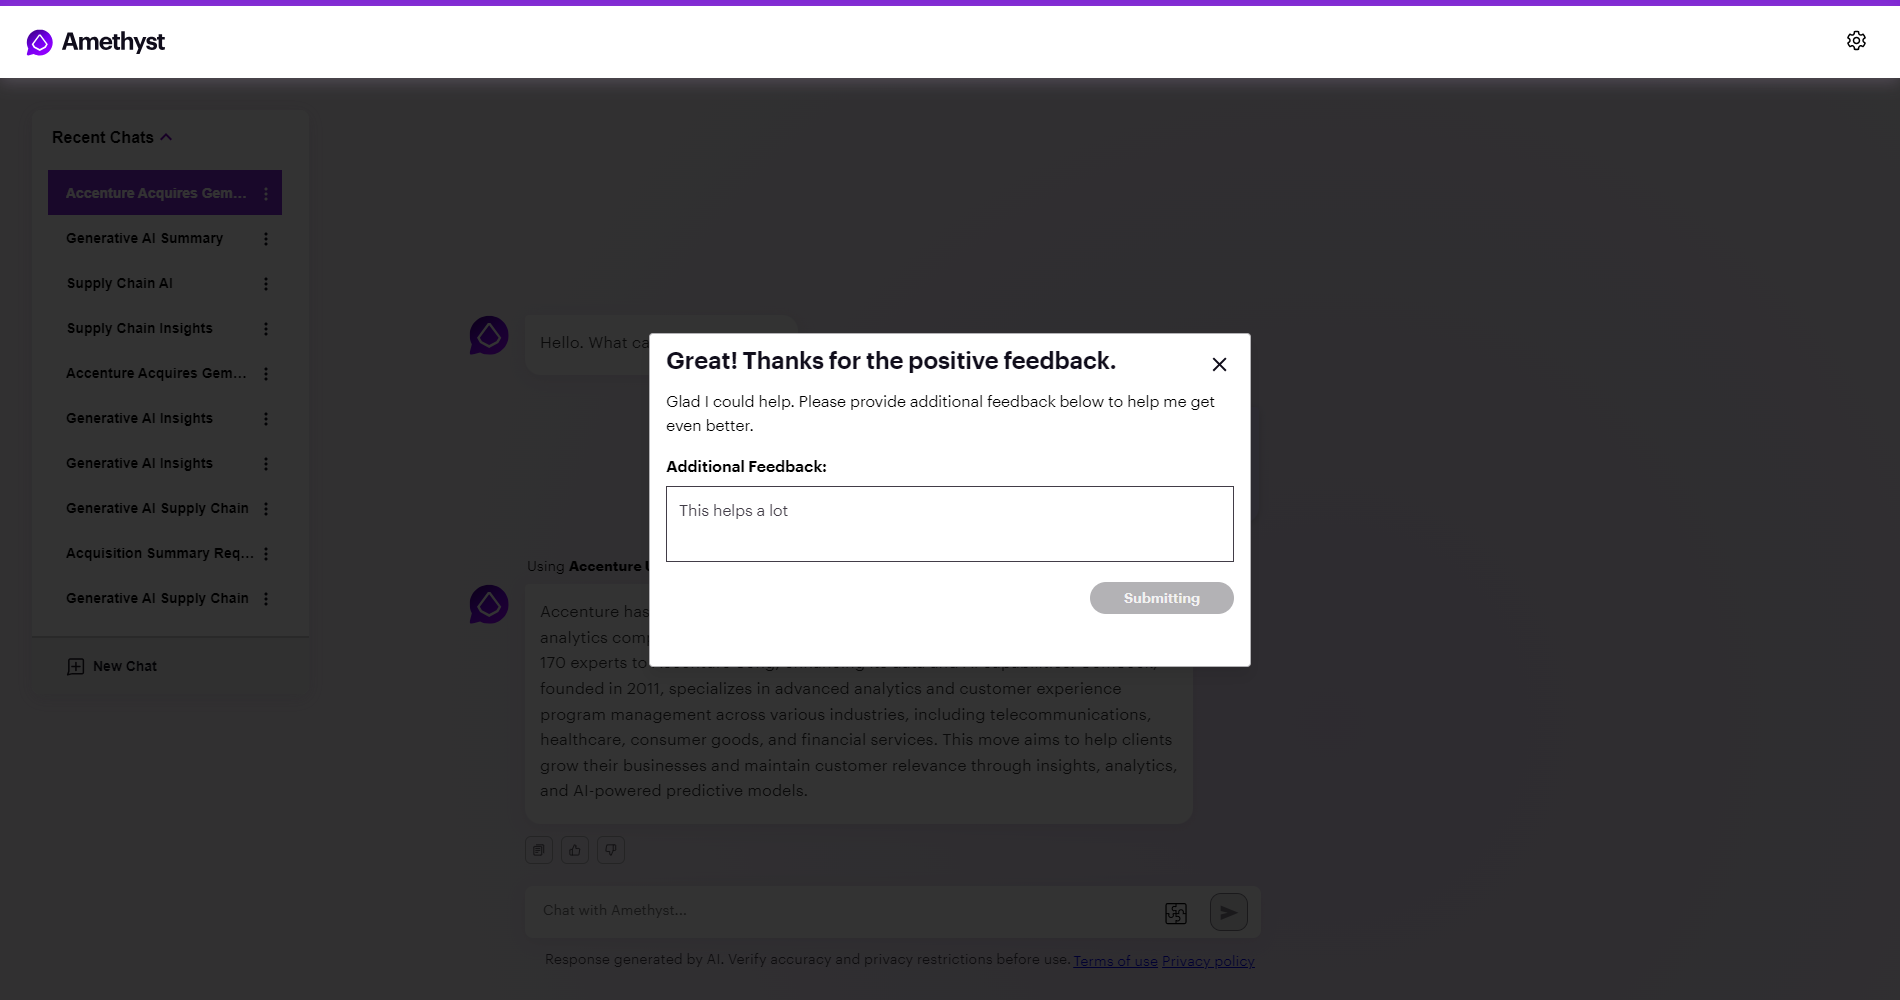 Amethyst
Recent Chats
Accenture Acquires Gem...
Generative AI Summary
Supply Chain AI
Supply Chain Insights
Accenture Acquires Gem...
Generative AI Insights
Generative AI Insights
Generative AI Supply Chain
Acquisition Summary Req...
Generative AI Supply Chain
New Chat
Hello. What ca
Great! Thanks for the positive feedback.
Glad I could help. Please provide additional feedback below to help me get
even better.
Additional Feedback:
This helps a lot
Submitting
Using Accenture
Accenture has
analytics comp
170 experts to
founded in 2011, specializes in advanced analytics and customer experience
program management across various industries, including telecommunications,
healthcare, consumer goods, and financial services. This move aims to help clients
grow their businesses and maintain customer relevance through insights, analytics,
and AI-powered predictive models.
Chat with Amethyst...
Response generated by AI. Verify accuracy and privacy restrictions before use. Terms of use Privacy policy